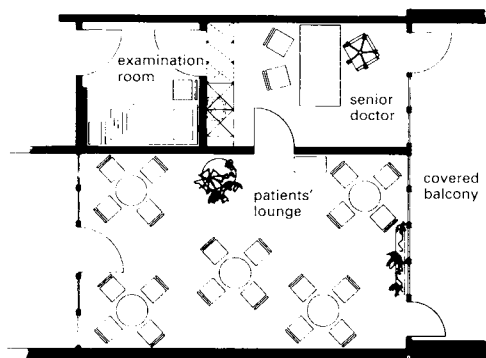 examination
room
senior
doctor
patients'
lounge
covered
balcony